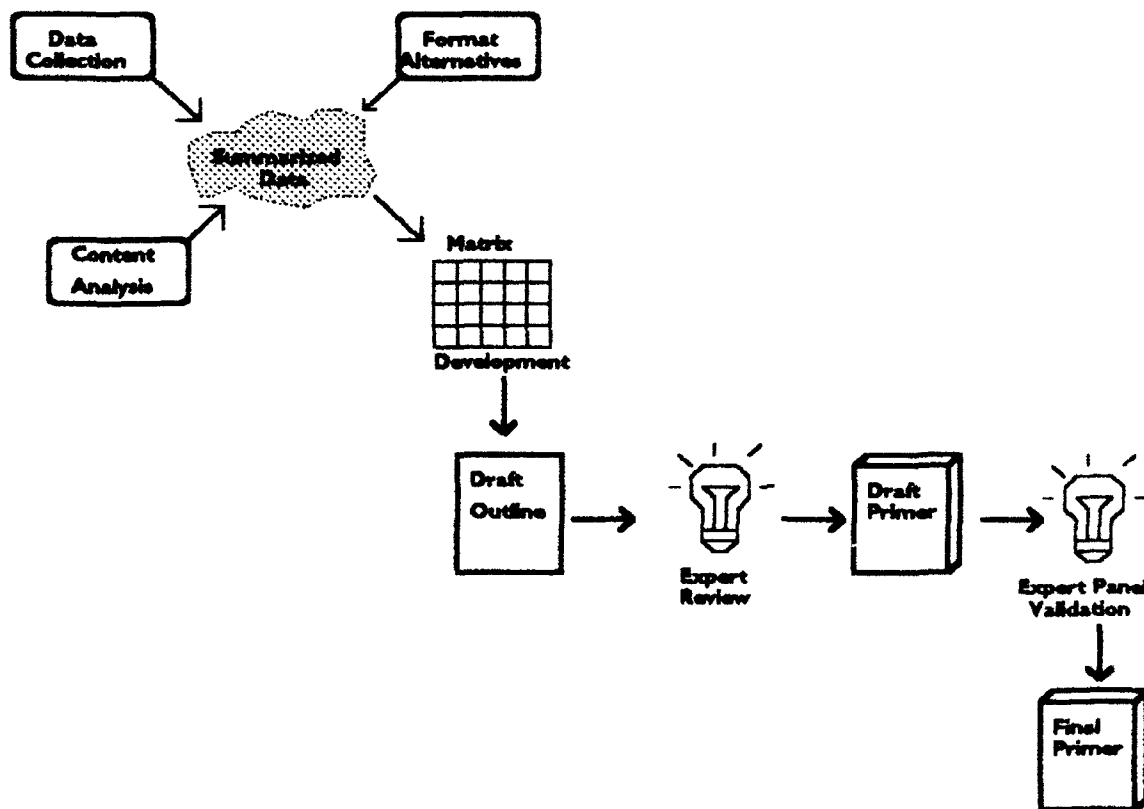 Data
Collection
Format
Alternatives
Summarized
Data
Content
Analysis
Matrix
Development
Draft
Outline
Expert
Review
Draft
Primer
Expert Panel
Validation
Final
Primer